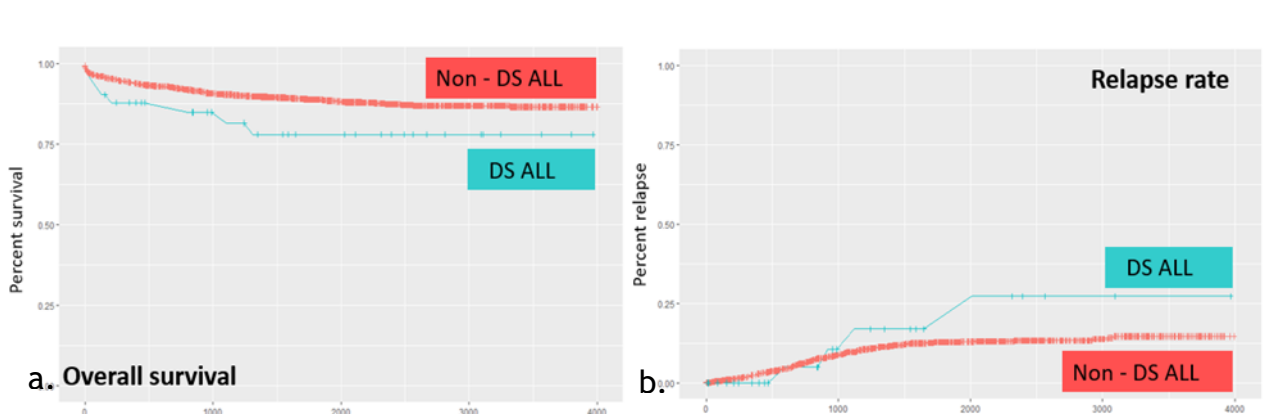 1.00
Non - DS ALL
0.75
DS ALL
Percent survival
0.50
0.25
a. Overall survival
0
1000
2000
3000
4000
1.00
Relapse rate
0.75
Percent relapse
0.50
DS ALL
0.25
Non - DS ALL
b.
0.00
0
1000
2000
3000
4000